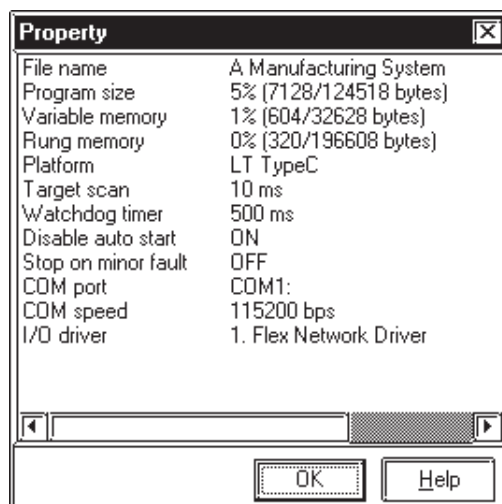 Property
File name A Manufacturing System
Program size 5% (7128/124518 bytes)
Variable memory 1% (604/32628 bytes)
Rung memory 0% (320/196608 bytes)
Platform LT TypeC
Target scan 10 ms
Watchdog timer 500 ms
Disable auto start ON
Stop on minor fault OFF
COM port COM1:
COM speed 115200 bps
I/O driver 1. Flex Network Driver
OK Help